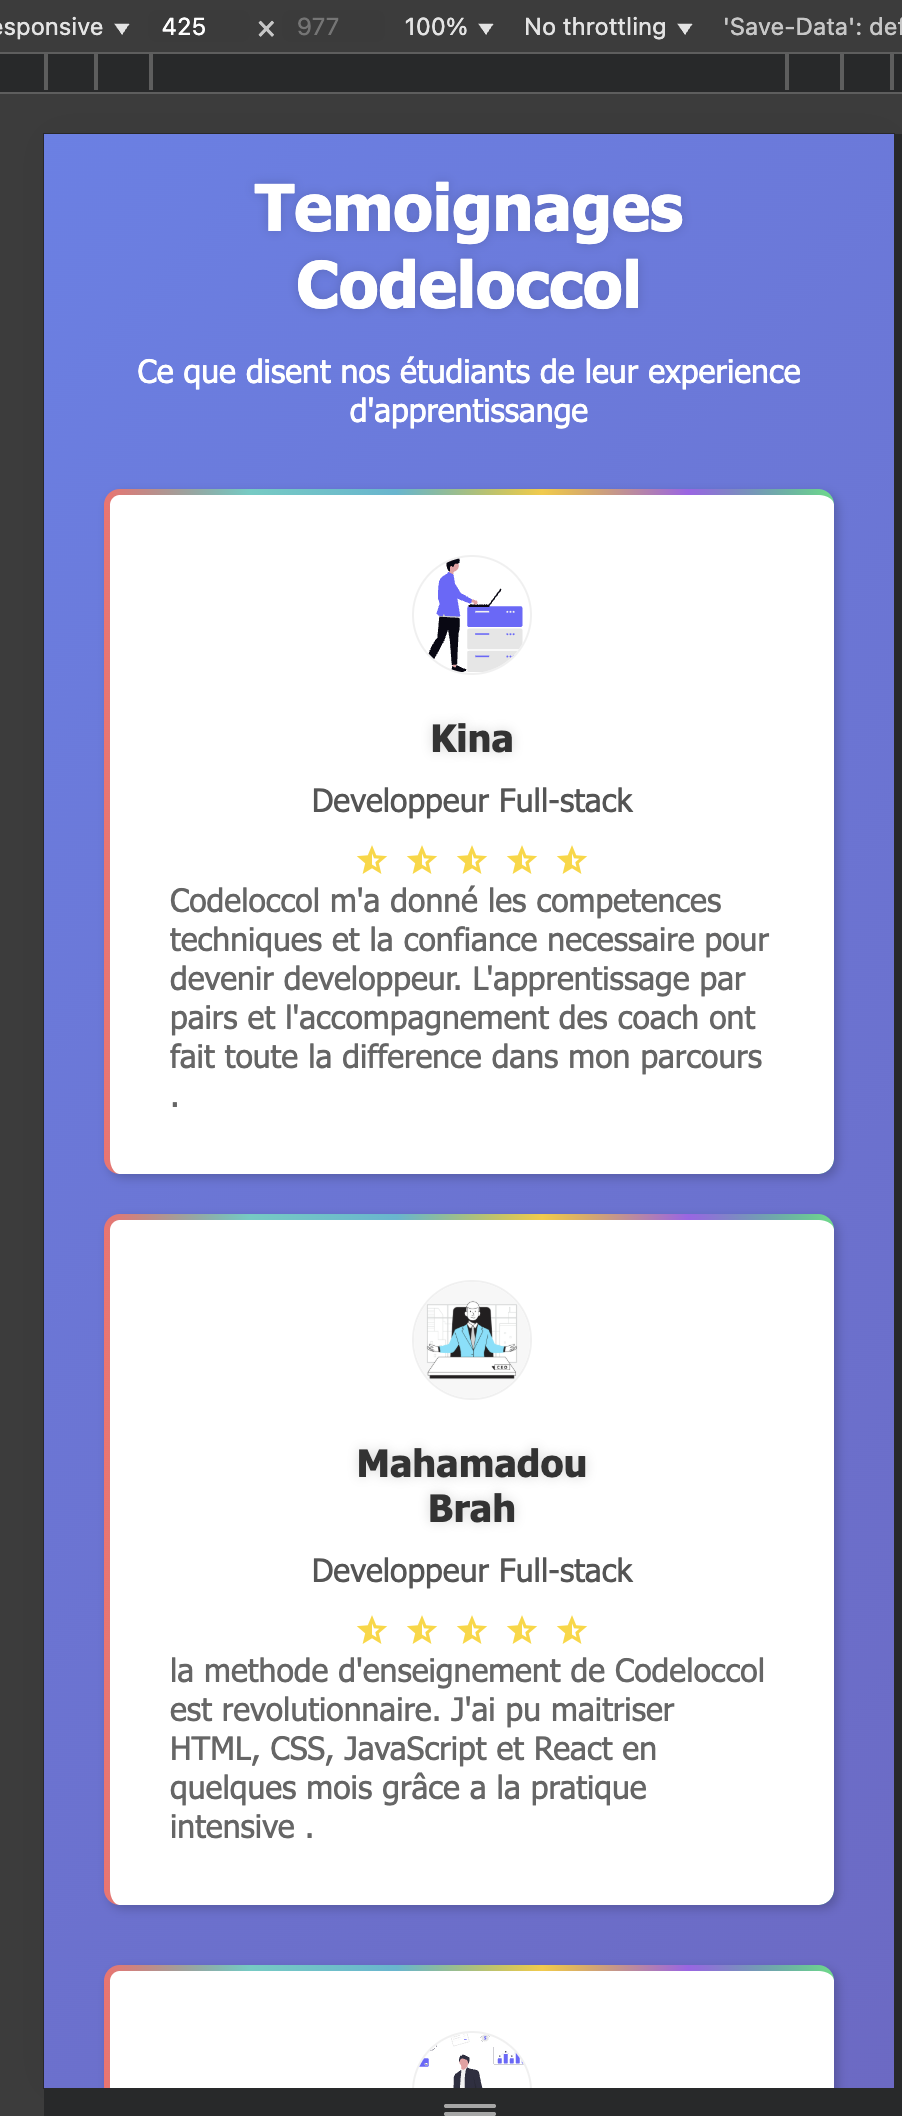 esponsive ▼ 425 × 977 100% ▼ No throttling ▼ 'Save-Data': def
Temoignages
Codeloccol
Ce que disent nos étudiants de leur experience
d'apprentissange
Kina
Developpeur Full-stack
Codeloccol m'a donné les competences
techniques et la confiance necessaire pour
devenir developpeur. L'apprentissage par
pairs et l'accompagnement des coach ont
fait toute la difference dans mon parcours
.
CEO
Mahamadou
Brah
Developpeur Full-stack
la methode d'enseignement de Codeloccol
est revolutionnaire. J'ai pu maitriser
HTML, CSS, JavaScript et React en
quelques mois grâce a la pratique
intensive .